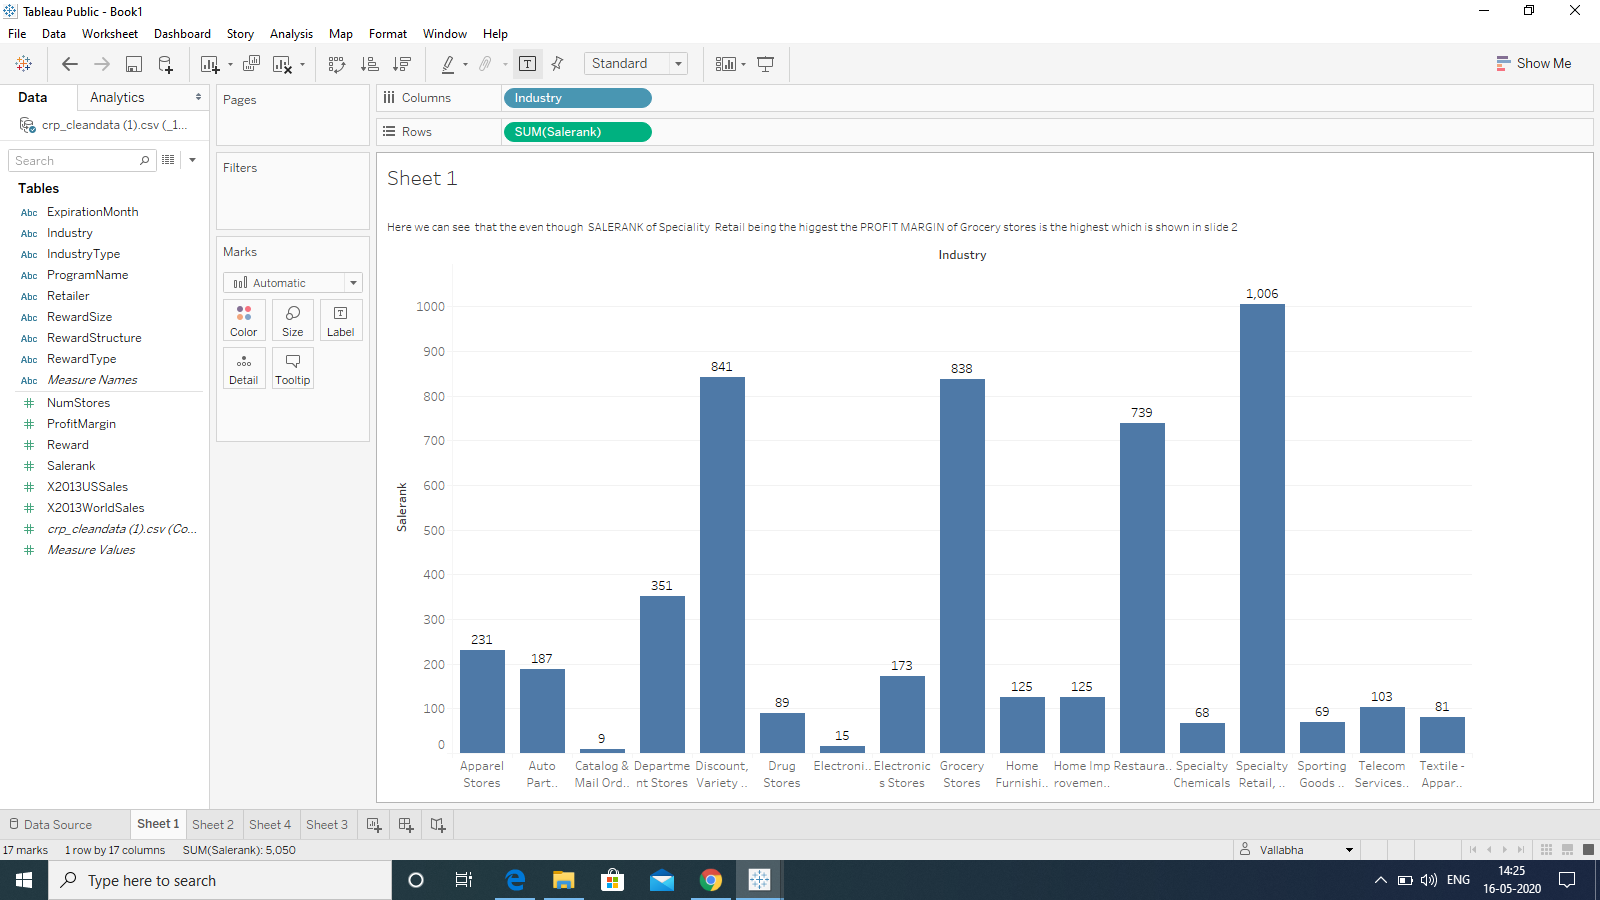 Tableau Public - Book1
File Data Worksheet Dashboard Story Analysis Map Format Window Help
Standard
Show Me
Data Analytics
crp_cleandata (1).csv (_1...
Search
Tables
Abc ExpirationMonth
Abc Industry
Abc IndustryType
Abc ProgramName
Abc Retailer
Abc RewardSize
Abc RewardStructure
Abc RewardType
Abc Measure Names
# NumStores
# ProfitMargin
# Reward
# Salerank
# X2013USSales
# X2013WorldSales
# crp_cleandata (1).csv (Co...
# Measure Values
Pages
Filters
Marks
Automatic
Color Size Label
Detail Tooltip
Columns Industry
Rows SUM(Salerank)
Sheet 1
Here we can see that the even though SALERANK of Speciality Retail being the higgest the PROFIT MARGIN of Grocery stores is the highest which is shown in slide 2
Industry
Salerank
1000
900
800
700
600
500
400
300
200
100
0
231 187 9 351 841 89 15 173 838 125 125 739 68 1,006 69 103 81
Apparel Stores
Auto Part..
Catalog & Mail Ord..
Departme nt Stores
Discount, Variety ..
Drug Stores
Electroni..
Electronic s Stores
Grocery Stores
Home Furnishi..
Home Imp rovemen..
Restaura..
Specialty Chemicals
Specialty Retail, ..
Sporting Goods ..
Telecom Services..
Textile - Appar..
Data Source Sheet 1 Sheet 2 Sheet 4 Sheet 3
17 marks 1 row by 17 columns SUM(Salerank): 5,050
Vallabha
Type here to search
ENG
14:25
16-05-2020